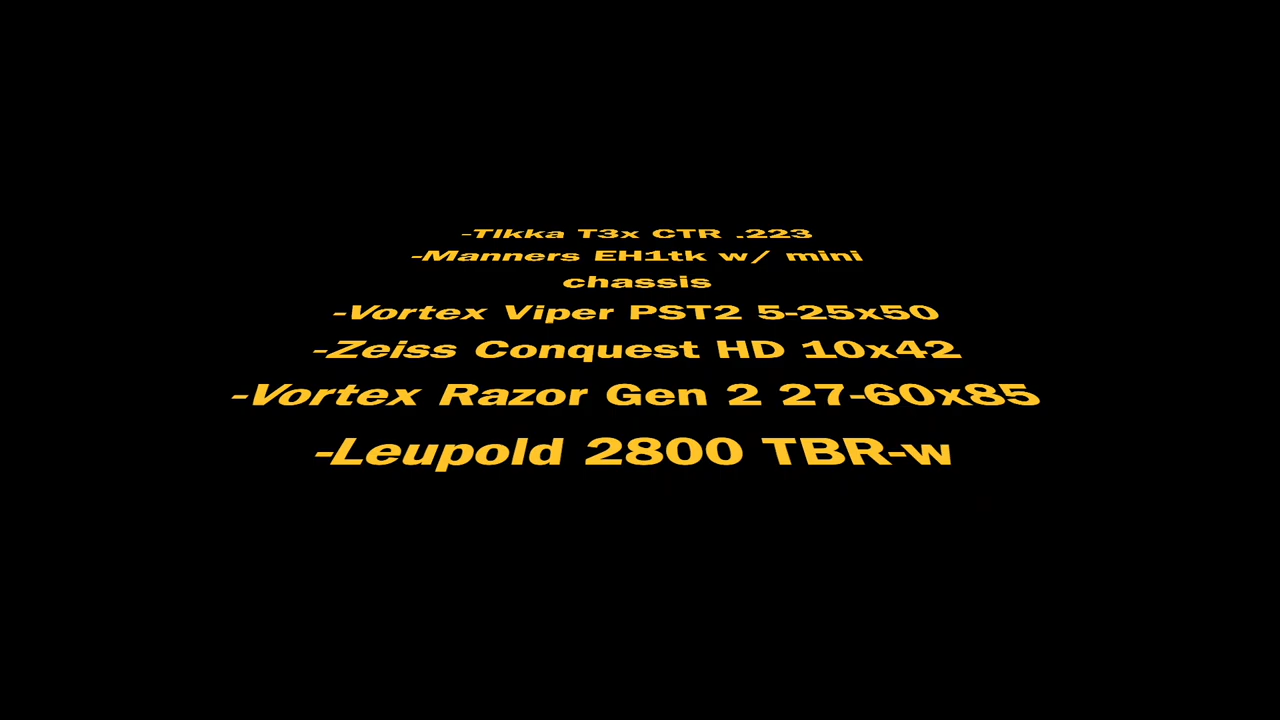 -TIkka T3x CTR .223
-Manners EH1tk w/ mini
chassis
-Vortex Viper PST2 5-25x50
-Zeiss Conquest HD 10x42
-Vortex Razor Gen 2 27-60x85
-Leupold 2800 TBR-w